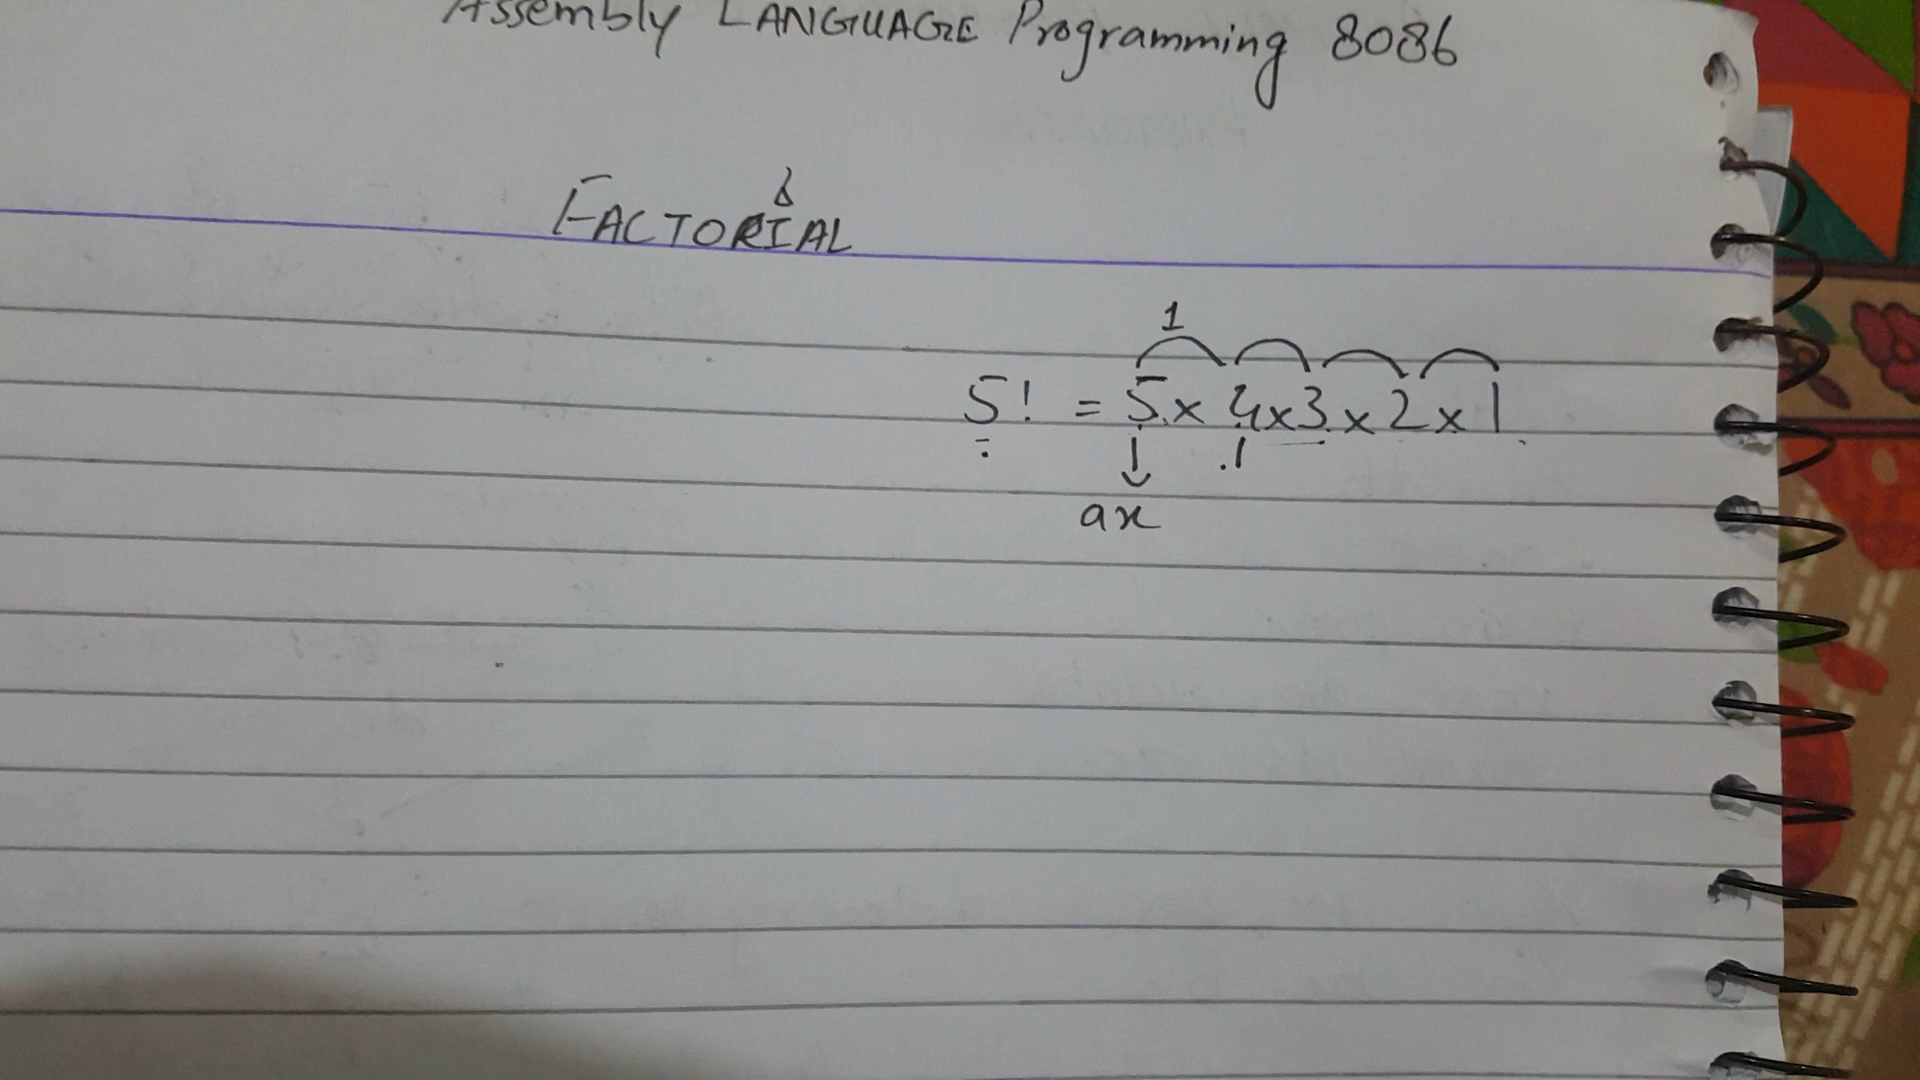 Assembly LANGUAGE Programming 8086
FACTORIAL
1
5! = 5 x 4 x 3 x 2 x 1
ax